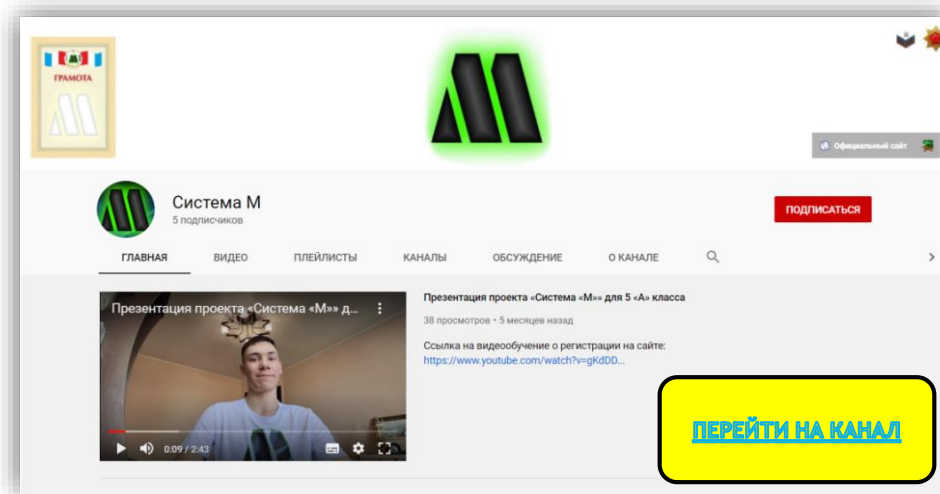 ГРАМОТА
Официальный сайт
Система М
5 подписчиков
ПОДПИСАТЬСЯ
ГЛАВНАЯ ВИДЕО ПЛЕЙЛИСТЫ КАНАЛЫ ОБСУЖДЕНИЕ О КАНАЛЕ
Презентация проекта «Система «М»» д...
0:09 / 2:43
Презентация проекта «Система «М»» для 5 «А» класса
38 просмотров • 5 месяцев назад
Ссылка на видеообучение о регистрации на сайте:
https://www.youtube.com/watch?v=gKdDD...
ПЕРЕЙТИ НА КАНАЛ